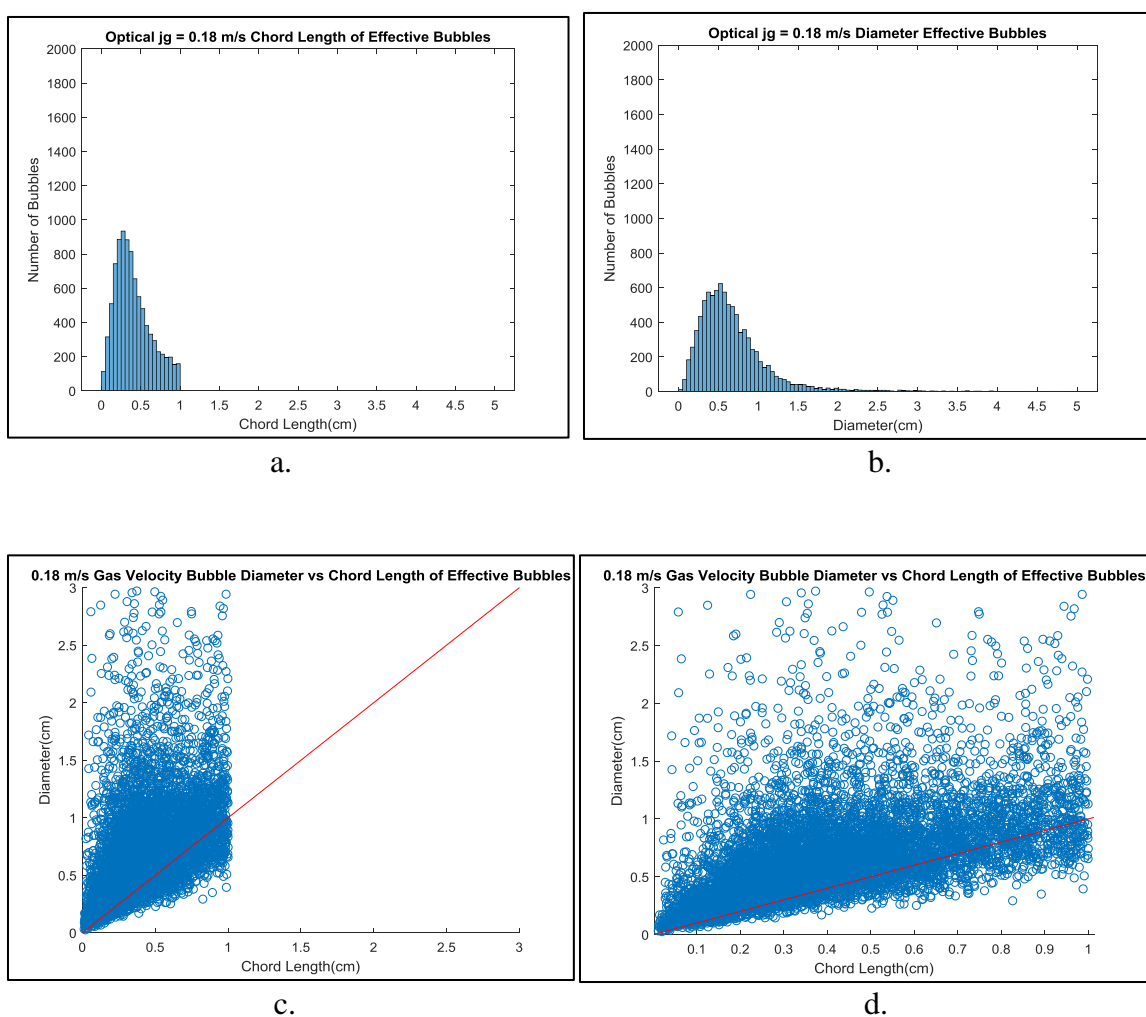 Optical jg = 0.18 m/s Chord Length of Effective Bubbles
2000
1800
1600
1400
1200
1000
800
600
400
200
0
Number of Bubbles
0 0.5 1 1.5 2 2.5 3 3.5 4 4.5 5
Chord Length(cm)
a.
Optical jg = 0.18 m/s Diameter Effective Bubbles
2000
1800
1600
1400
1200
1000
800
600
400
200
0
Number of Bubbles
0 0.5 1 1.5 2 2.5 3 3.5 4 4.5 5
Diameter(cm)
b.
0.18 m/s Gas Velocity Bubble Diameter vs Chord Length of Effective Bubbles
3
2.5
2
1.5
1
0.5
0
Diameter(cm)
0 0.5 1 1.5 2 2.5 3
Chord Length(cm)
c.
0.18 m/s Gas Velocity Bubble Diameter vs Chord Length of Effective Bubbles
3
2.5
2
1.5
1
0.5
0
Diameter(cm)
0.1 0.2 0.3 0.4 0.5 0.6 0.7 0.8 0.9 1
Chord Length(cm)
d.